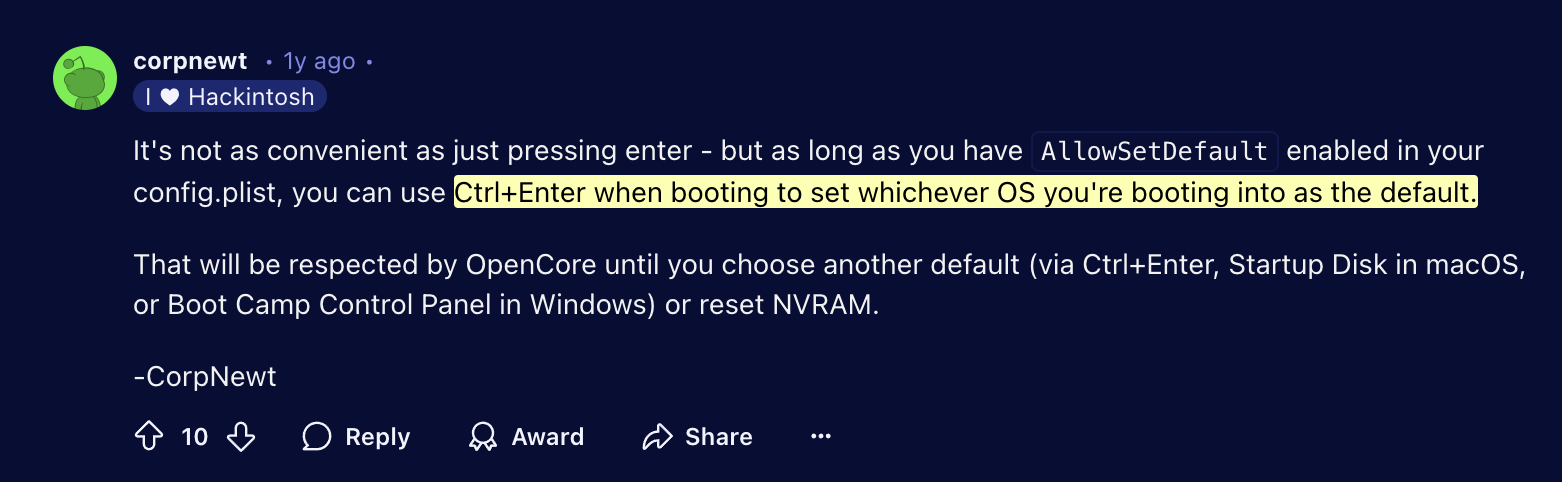 corpnewt • 1y ago •
I ♥ Hackintosh
It's not as convenient as just pressing enter - but as long as you have AllowSetDefault enabled in your
config.plist, you can use Ctrl+Enter when booting to set whichever OS you're booting into as the default.
That will be respected by OpenCore until you choose another default (via Ctrl+Enter, Startup Disk in macOS,
or Boot Camp Control Panel in Windows) or reset NVRAM.
-CorpNewt
10 Reply Award Share •••